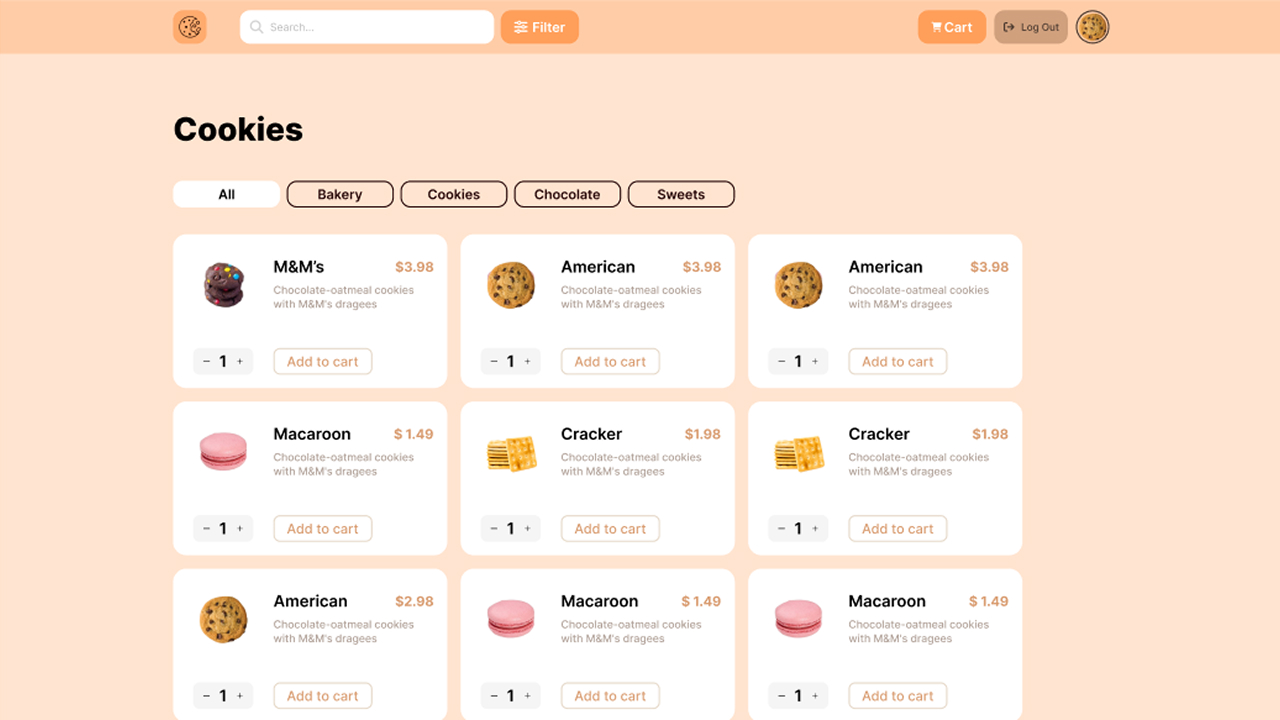 Search... Filter Cart Log Out
Cookies
All Bakery Cookies Chocolate Sweets
M&M's $3.98
Chocolate-oatmeal cookies
with M&M's dragees
− 1 + Add to cart
American $3.98
Chocolate-oatmeal cookies
with M&M's dragees
− 1 + Add to cart
American $3.98
Chocolate-oatmeal cookies
with M&M's dragees
− 1 + Add to cart
Macaroon $ 1.49
Chocolate-oatmeal cookies
with M&M's dragees
− 1 + Add to cart
Cracker $1.98
Chocolate-oatmeal cookies
with M&M's dragees
− 1 + Add to cart
Cracker $1.98
Chocolate-oatmeal cookies
with M&M's dragees
− 1 + Add to cart
American $2.98
Chocolate-oatmeal cookies
with M&M's dragees
− 1 + Add to cart
Macaroon $ 1.49
Chocolate-oatmeal cookies
with M&M's dragees
− 1 + Add to cart
Macaroon $ 1.49
Chocolate-oatmeal cookies
with M&M's dragees
− 1 + Add to cart